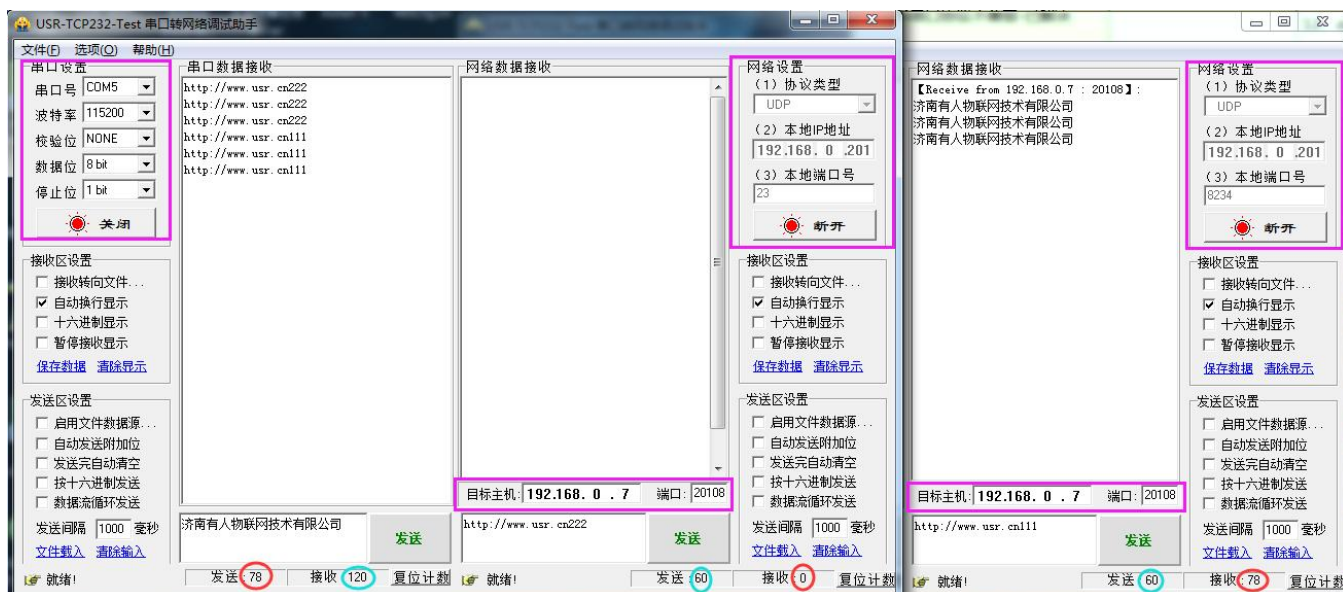 USR-TCP232-Test 串口转网络调试助手
文件(F) 选项(O) 帮助(H)
串口设置
串口号 COM5
波特率 115200
校验位 NONE
数据位 8 bit
停止位 1 bit
关闭
接收区设置
接收转向文件...
自动换行显示
十六进制显示
暂停接收显示
保存数据 清除显示
发送区设置
启用文件数据源...
自动发送附加位
发送完自动清空
按十六进制发送
数据流循环发送
发送间隔 1000 毫秒
文件载入 清除输入
就绪!
串口数据接收
http://www.usr.cn222
http://www.usr.cn222
http://www.usr.cn222
http://www.usr.cn111
http://www.usr.cn111
http://www.usr.cn111
济南有人物联网技术有限公司
发送
发送:78 接收:120 复位计数
网络数据接收
目标主机: 192.168. 0 . 7 端口: 20108
http://www.usr.cn222
发送
就绪!
发送:60 接收:0 复位计数
网络设置
(1) 协议类型
UDP
(2) 本地IP地址
192.168. 0 .201
(3) 本地端口号
23
断开
接收区设置
接收转向文件...
自动换行显示
十六进制显示
暂停接收显示
保存数据 清除显示
发送区设置
启用文件数据源...
自动发送附加位
发送完自动清空
按十六进制发送
数据流循环发送
发送间隔 1000 毫秒
文件载入 清除输入
网络数据接收
【Receive from 192.168.0.7 : 20108】:
济南有人物联网技术有限公司
济南有人物联网技术有限公司
济南有人物联网技术有限公司
目标主机: 192.168. 0 . 7 端口: 20108
http://www.usr.cn111
发送
就绪!
发送:60 接收:78 复位计数
网络设置
(1) 协议类型
UDP
(2) 本地IP地址
192.168. 0 .201
(3) 本地端口号
8234
断开
接收区设置
接收转向文件...
自动换行显示
十六进制显示
暂停接收显示
保存数据 清除显示
发送区设置
启用文件数据源...
自动发送附加位
发送完自动清空
按十六进制发送
数据流循环发送
发送间隔 1000 毫秒
文件载入 清除输入